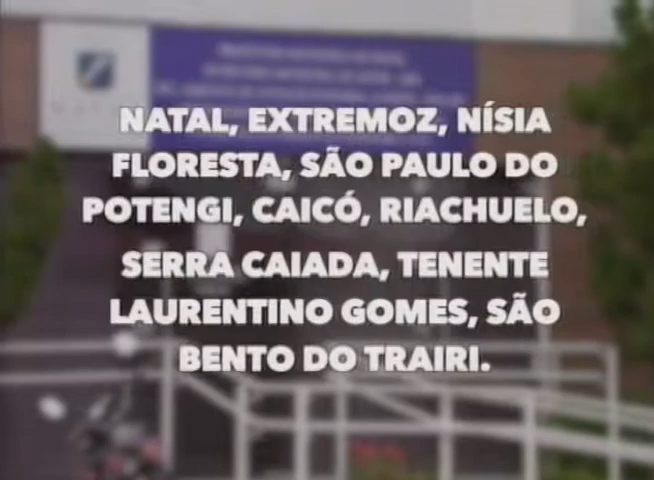 NATAL, EXTREMOZ, NÍSIA
FLORESTA, SÃO PAULO DO
POTENGI, CAICÓ, RIACHUELO,
SERRA CAIADA, TENENTE
LAURENTINO GOMES, SÃO
BENTO DO TRAIRI.